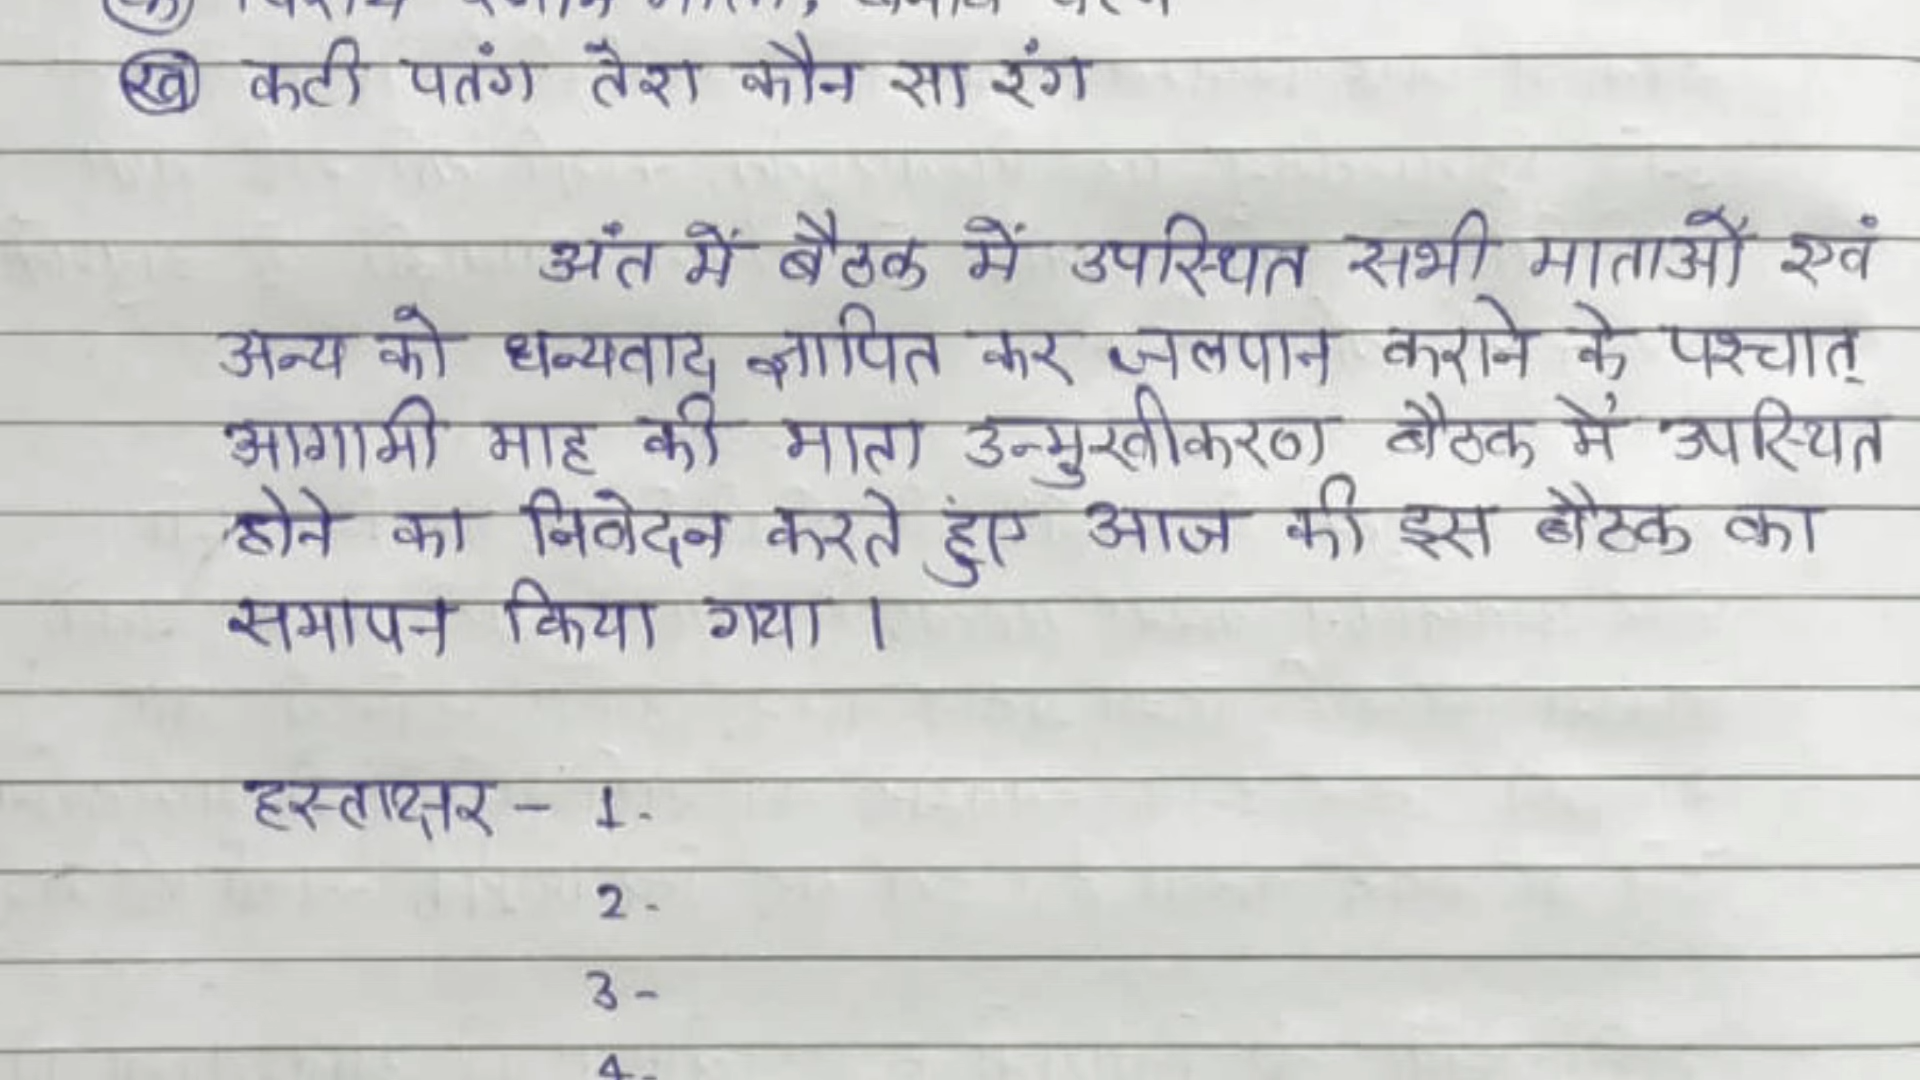 (ख) कटी पतंग तेरा कौन सा रंग
अंत में बैठक में उपस्थित सभी माताओं एवं
अन्य को धन्यवाद ज्ञापित कर जलपान कराने के पश्चात्
आगामी माह की माता उन्मुखीकरण बैठक में उपस्थित
होने का निवेदन करते हुए आज की इस बैठक का
समापन किया गया ।
हस्ताक्षर - 1.
2-
3-
4-